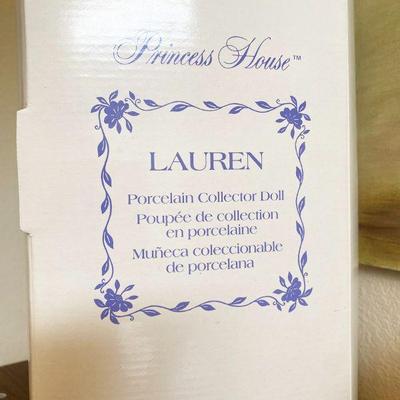 Princess House™
LAUREN
Porcelain Collector Doll
Poupée de collection
en porcelaine
Muñeca coleccionable
de porcelana